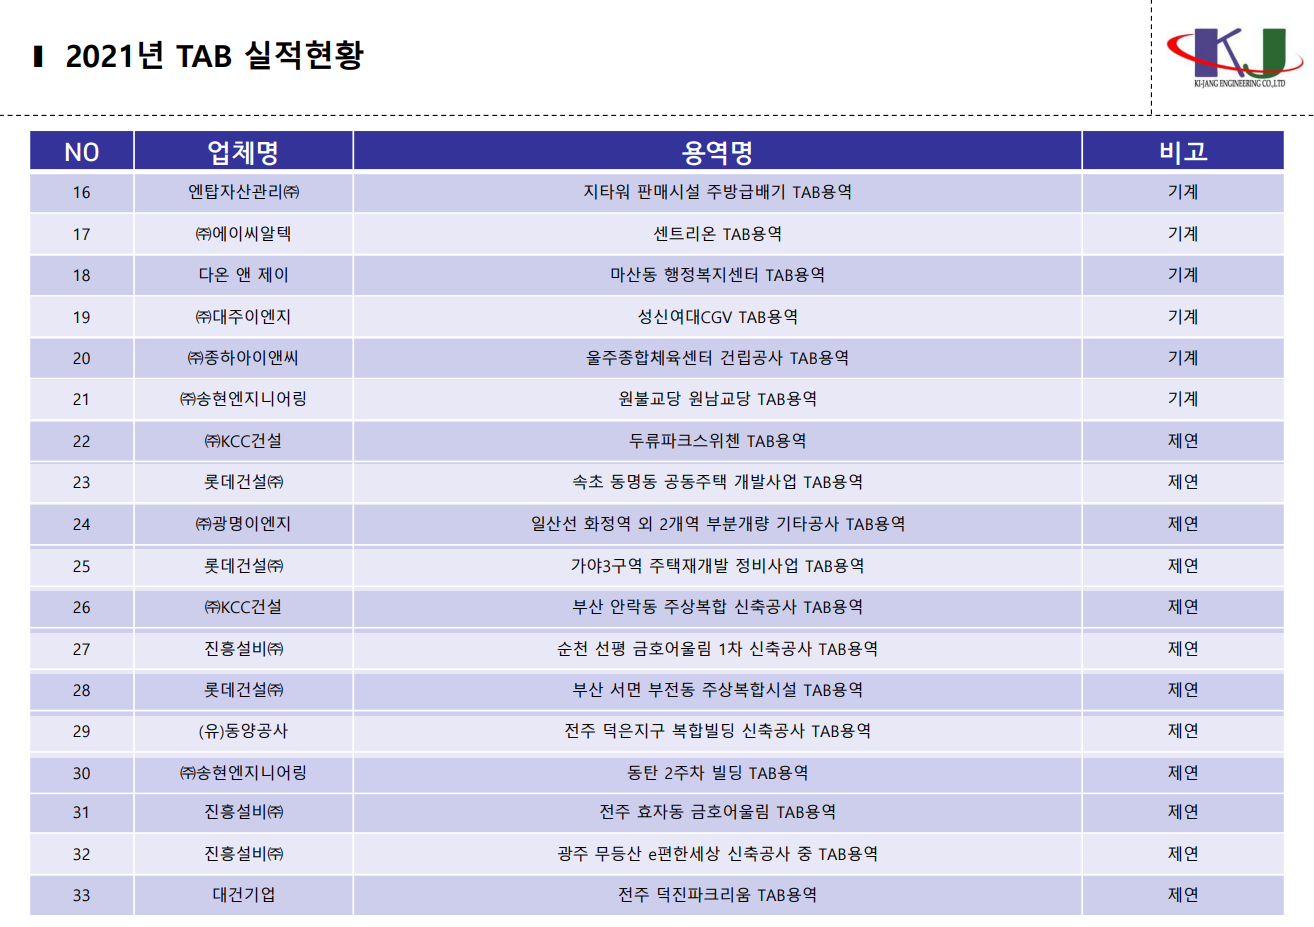 2021년 TAB 실적현황
KJ
KI-JANG ENGINEERING CO.,LTD
NO 업체명 용역명 비고
16 엔탑자산관리㈜ 지타워 판매시설 주방급배기 TAB용역 기계
17 ㈜에이씨알텍 센트리온 TAB용역 기계
18 다온 앤 제이 마산동 행정복지센터 TAB용역 기계
19 ㈜대주이엔지 성신여대CGV TAB용역 기계
20 ㈜종하아이앤씨 울주종합체육센터 건립공사 TAB용역 기계
21 ㈜송현엔지니어링 원불교당 원남교당 TAB용역 기계
22 ㈜KCC건설 두류파크스위첸 TAB용역 제연
23 롯데건설㈜ 속초 동명동 공동주택 개발사업 TAB용역 제연
24 ㈜광명이엔지 일산선 화정역 외 2개역 부분개량 기타공사 TAB용역 제연
25 롯데건설㈜ 가야3구역 주택재개발 정비사업 TAB용역 제연
26 ㈜KCC건설 부산 안락동 주상복합 신축공사 TAB용역 제연
27 진흥설비㈜ 순천 선평 금호어울림 1차 신축공사 TAB용역 제연
28 롯데건설㈜ 부산 서면 부전동 주상복합시설 TAB용역 제연
29 (유)동양공사 전주 덕은지구 복합빌딩 신축공사 TAB용역 제연
30 ㈜송현엔지니어링 동탄 2주차 빌딩 TAB용역 제연
31 진흥설비㈜ 전주 효자동 금호어울림 TAB용역 제연
32 진흥설비㈜ 광주 무등산 e편한세상 신축공사 중 TAB용역 제연
33 대건기업 전주 덕진파크리움 TAB용역 제연